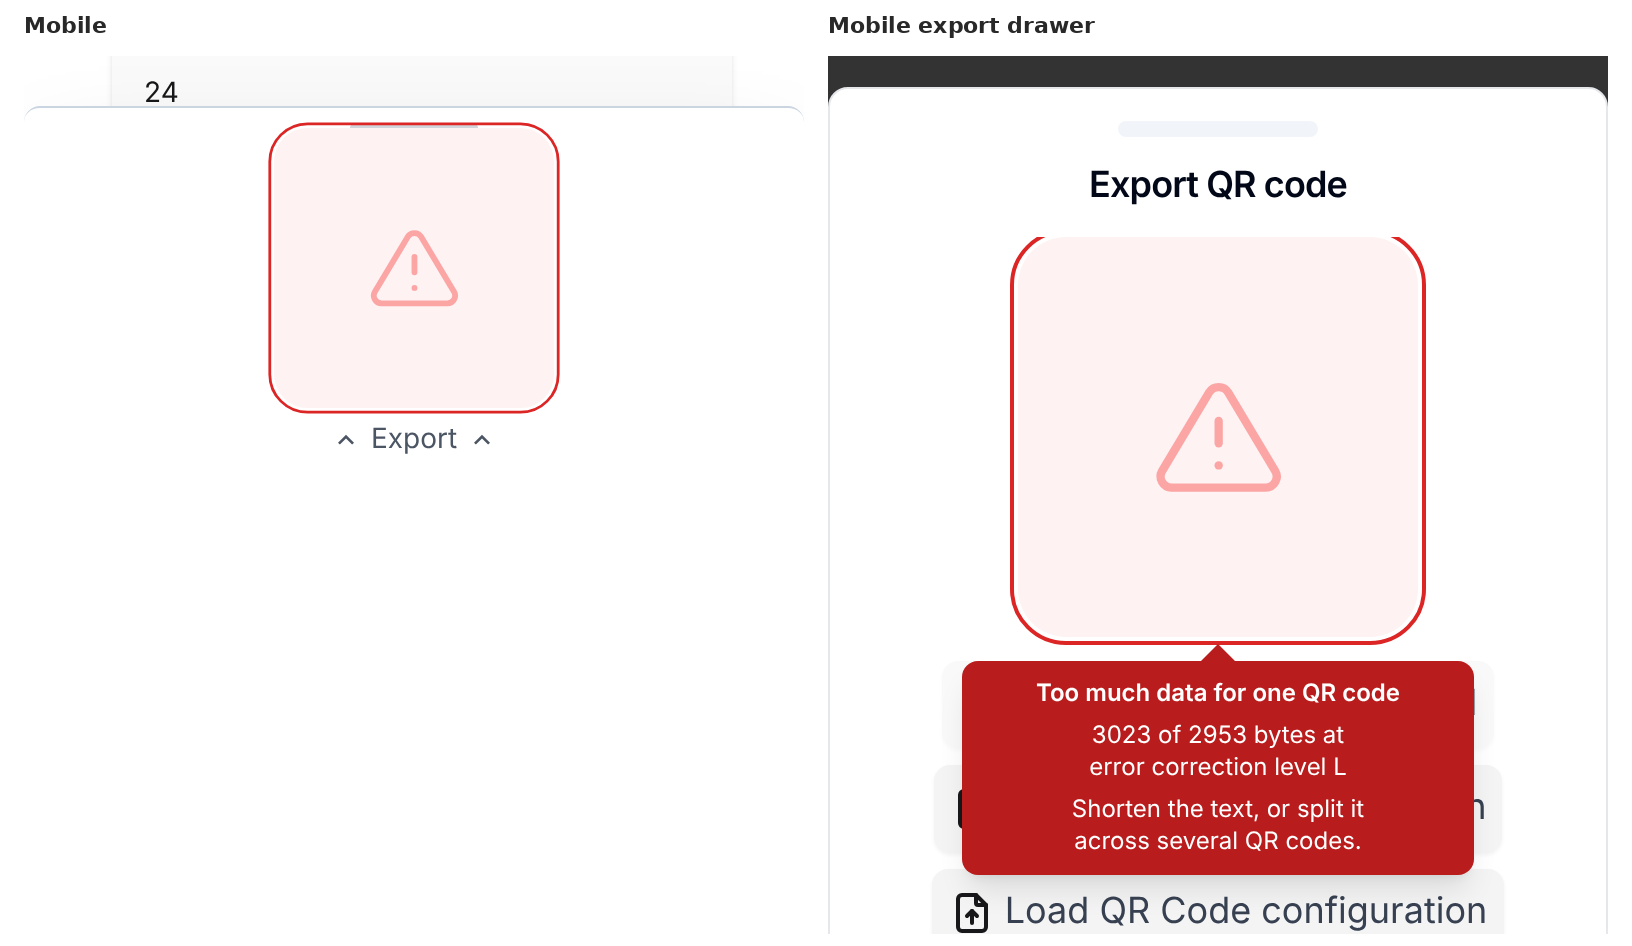 Mobile
24
Export
Mobile export drawer
Export QR code
Too much data for one QR code
3023 of 2953 bytes at
error correction level L
Shorten the text, or split it
across several QR codes.
Load QR Code configuration